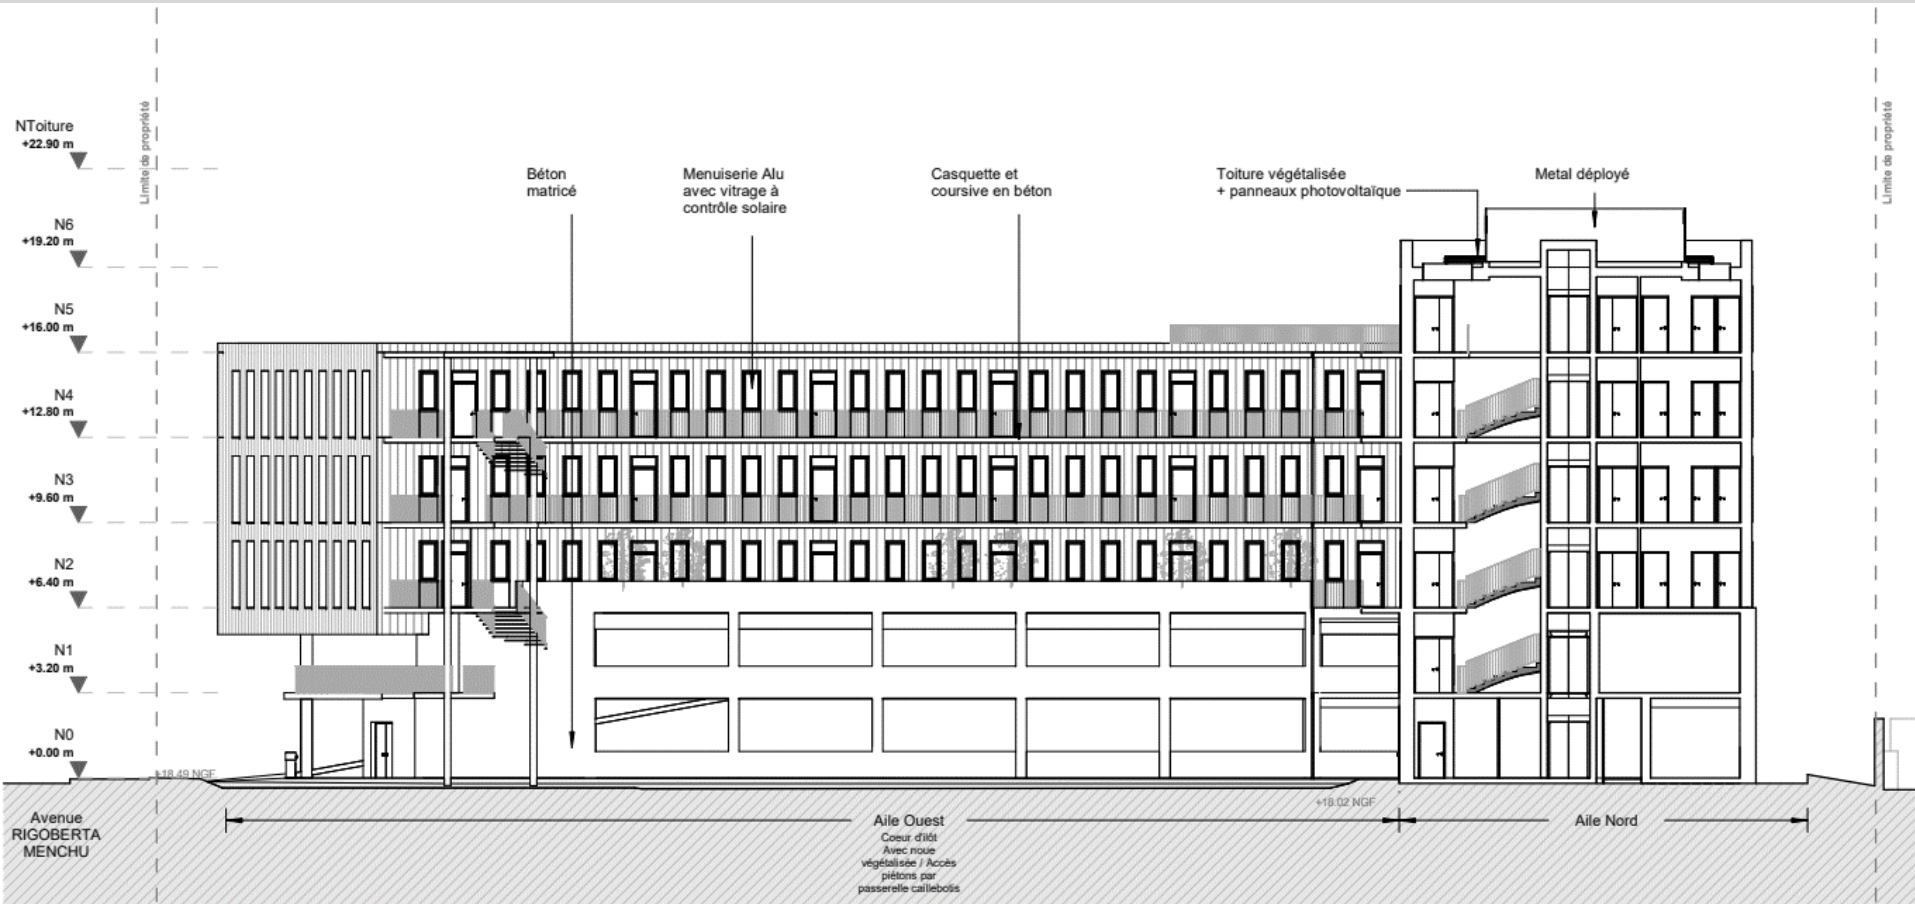 NToiture
+22.90 m
N6
+19.20 m
N5
+16.00 m
N4
+12.80 m
N3
+9.60 m
N2
+6.40 m
N1
+3.20 m
N0
+0.00 m
Limite de propriété
Béton
matricé
Menuiserie Alu
avec vitrage à
contrôle solaire
Casquette et
coursive en béton
Toiture végétalisée
+ panneaux photovoltaïque
Metal déployé
Limite de propriété
+18.49 NGF
+18.02 NGF
Avenue
RIGOBERTA
MENCHU
Aile Ouest
Coeur d'ilôt
Avec noue
végétalisée / Accès
piétons par
passerelle caillebotis
Aile Nord